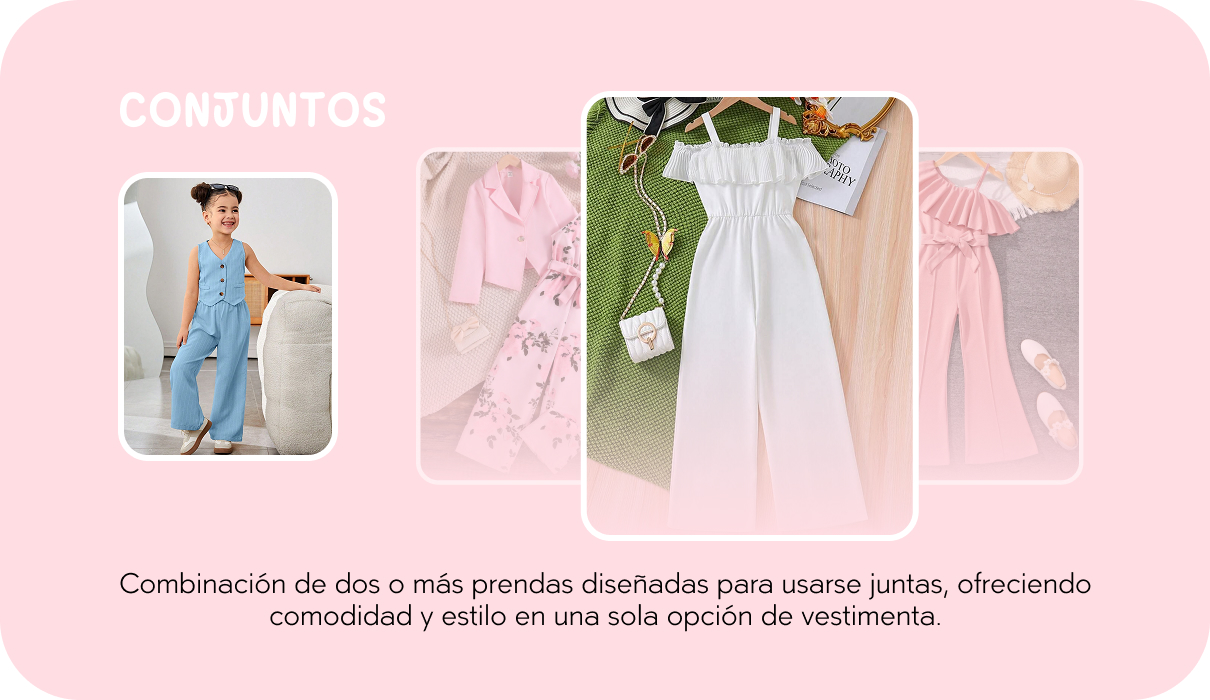 CONJUNTOS
Combinación de dos o más prendas diseñadas para usarse juntas, ofreciendo
comodidad y estilo en una sola opción de vestimenta.